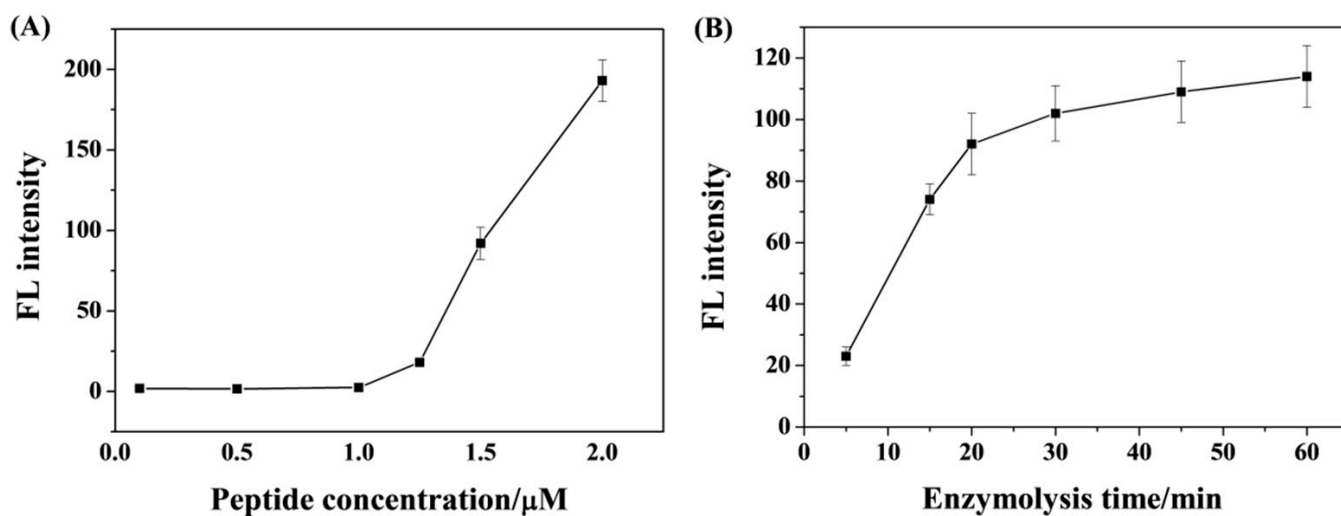 (A)
FL intensity
200
150
100
50
0
0.0 0.5 1.0 1.5 2.0
Peptide concentration/μM
(B)
FL intensity
120
100
80
60
40
20
0
0 10 20 30 40 50 60
Enzymolysis time/min